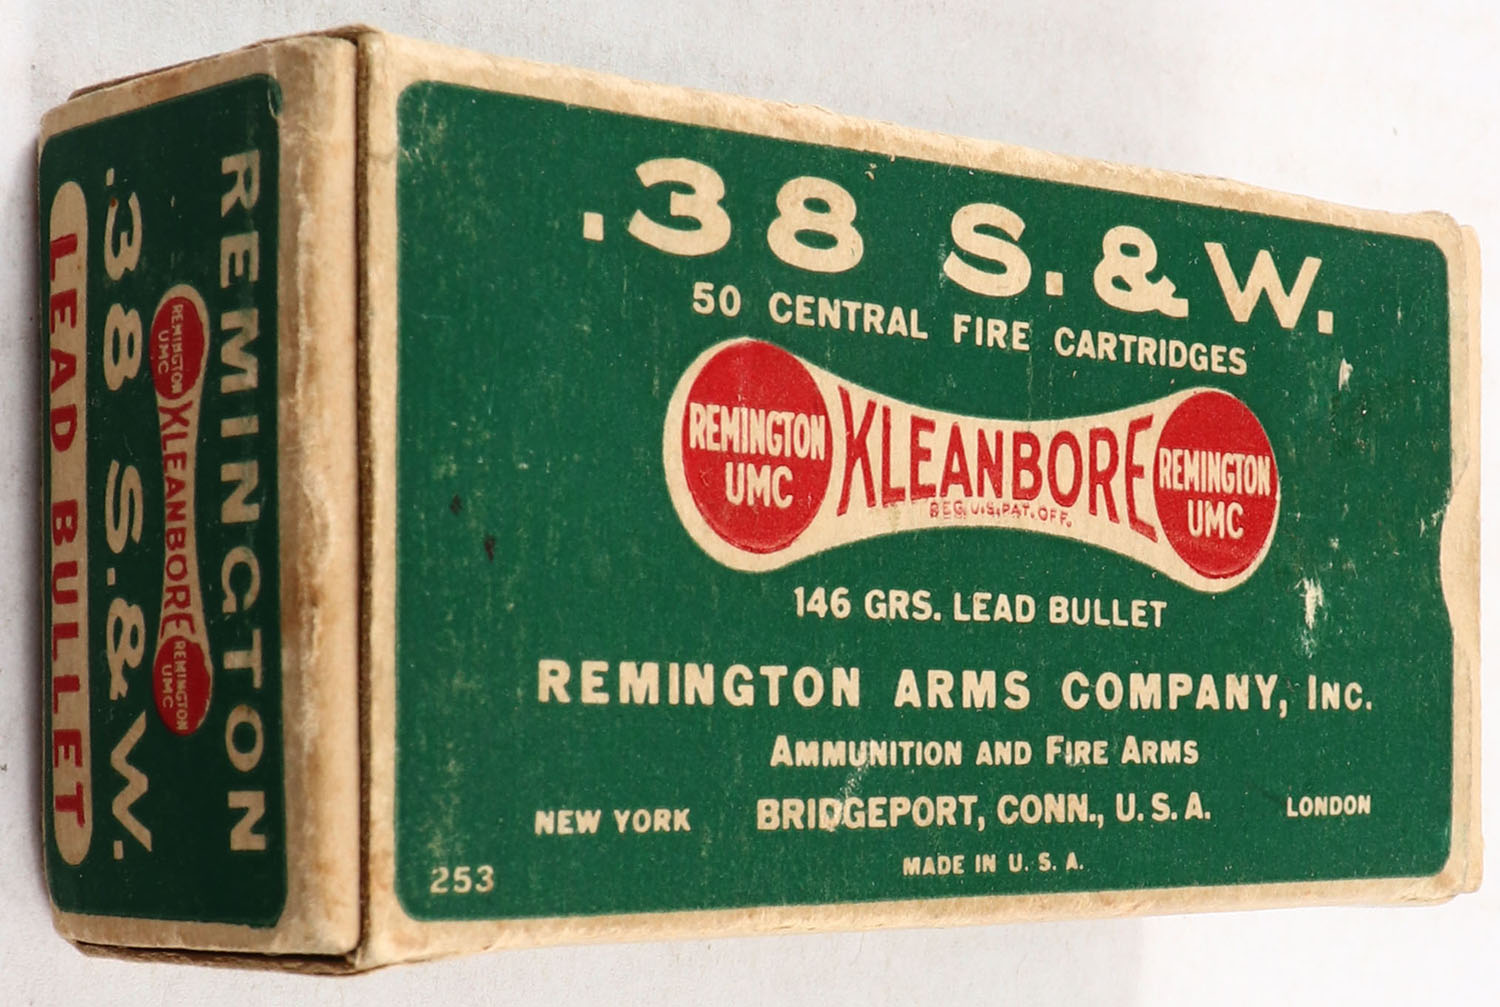 .38 S.&W.
50 CENTRAL FIRE CARTRIDGES
REMINGTON
UMC
KLEANBORE
REG. U.S. PAT. OFF.
REMINGTON
UMC
146 GRS. LEAD BULLET
REMINGTON ARMS COMPANY, INC.
AMMUNITION AND FIRE ARMS
NEW YORK BRIDGEPORT, CONN., U. S. A. LONDON
MADE IN U. S. A.
253
REMINGTON
REMINGTON
UMC
KLEANBORE
REMINGTON
UMC
.38 S.&W.
LEAD BULLET